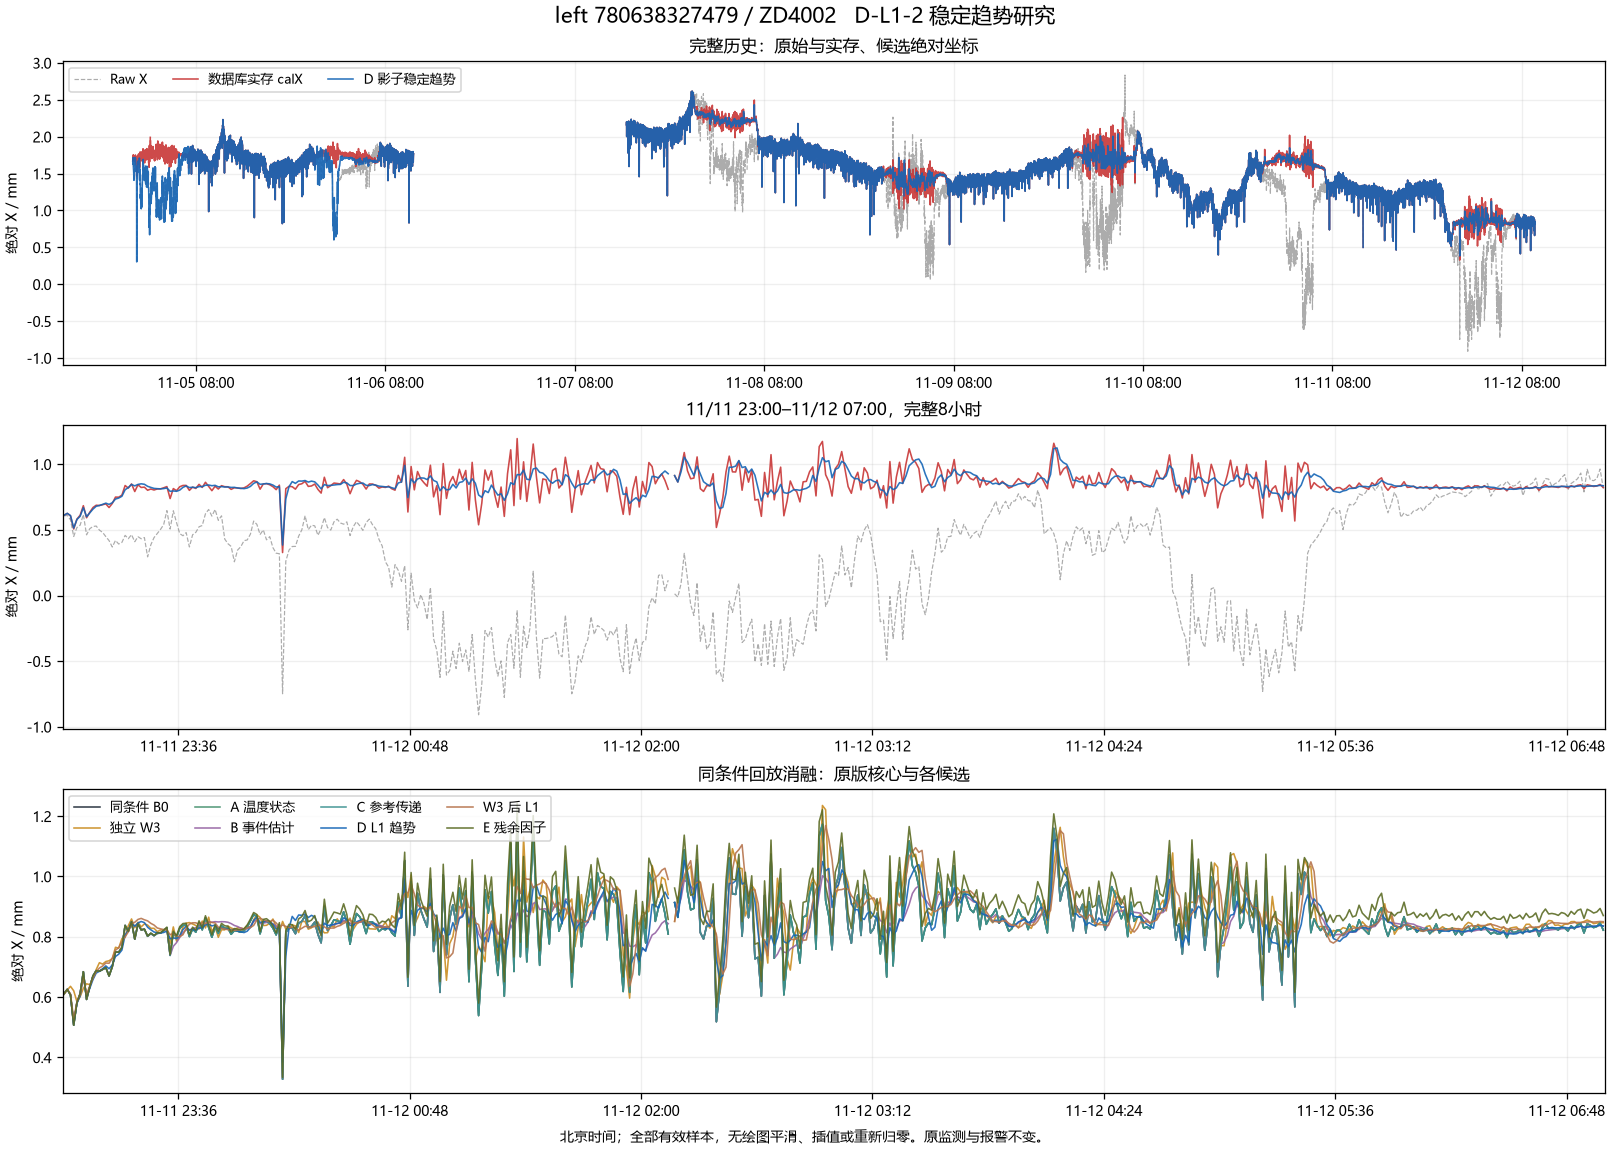 left 780638327479 / ZD4002   D-L1-2 稳定趋势研究
完整历史：原始与实存、候选绝对坐标
Raw X
数据库实存 calX
D 影子稳定趋势
绝对 X / mm
3.0
2.5
2.0
1.5
1.0
0.5
0.0
-0.5
-1.0
11-05 08:00
11-06 08:00
11-07 08:00
11-08 08:00
11-09 08:00
11-10 08:00
11-11 08:00
11-12 08:00
11/11 23:00–11/12 07:00，完整8小时
绝对 X / mm
1.0
0.5
0.0
-0.5
-1.0
11-11 23:36
11-12 00:48
11-12 02:00
11-12 03:12
11-12 04:24
11-12 05:36
11-12 06:48
同条件回放消融：原版核心与各候选
同条件 B0
A 温度状态
C 参考传递
W3 后 L1
独立 W3
B 事件估计
D L1 趋势
E 残余因子
绝对 X / mm
1.2
1.0
0.8
0.6
0.4
11-11 23:36
11-12 00:48
11-12 02:00
11-12 03:12
11-12 04:24
11-12 05:36
11-12 06:48
北京时间；全部有效样本，无绘图平滑、插值或重新归零。原监测与报警不变。